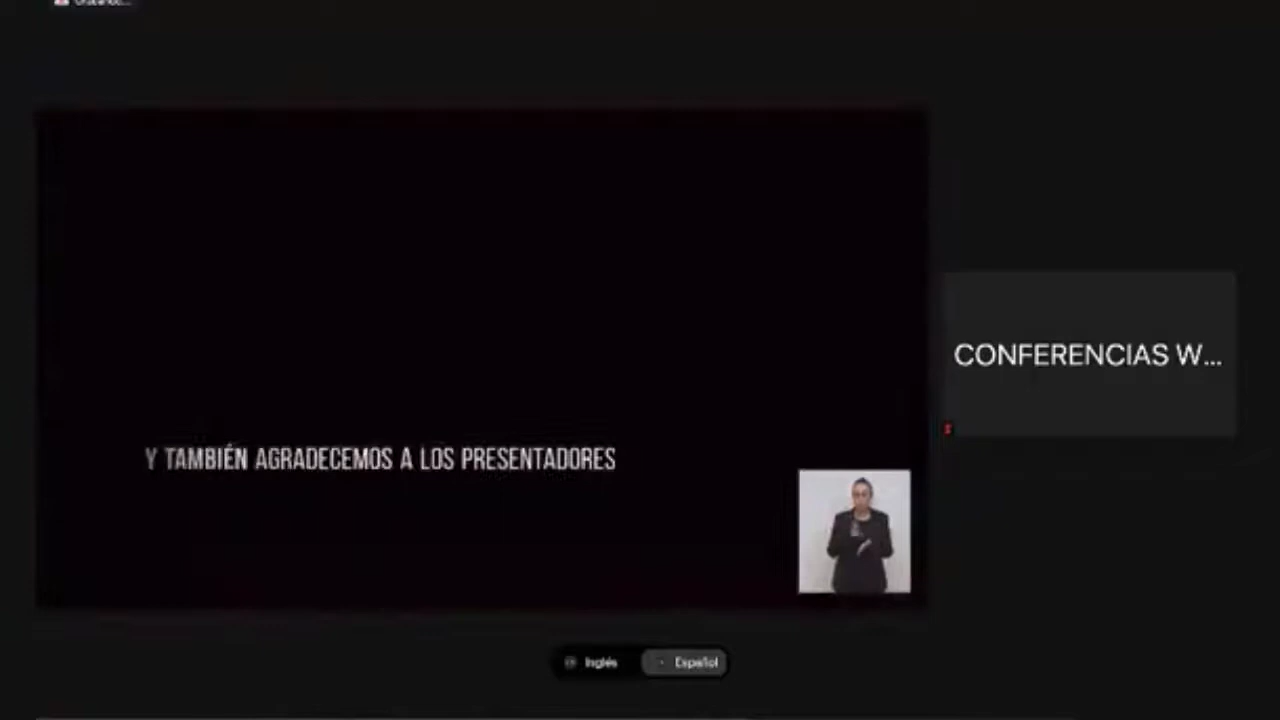 Y TAMBIÉN AGRADECEMOS A LOS PRESENTADORES
CONFERENCIAS W...
Inglés
Español